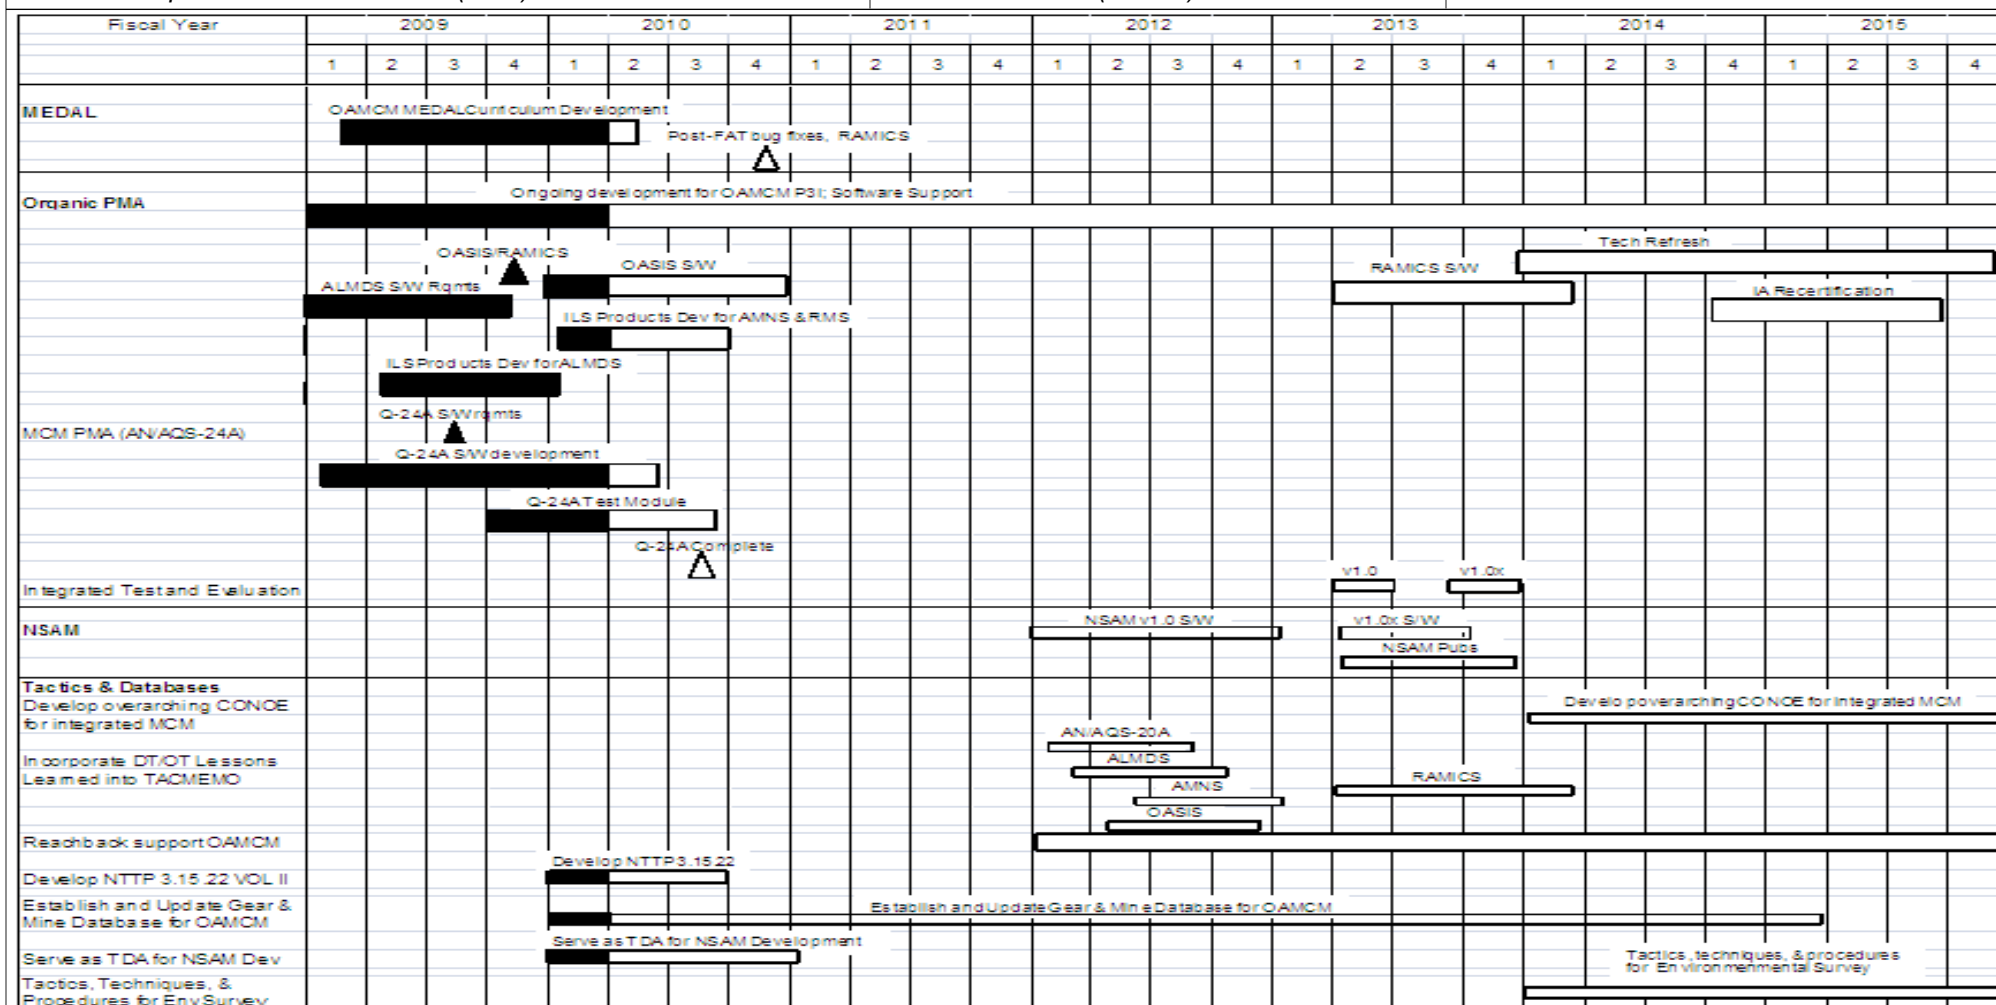 Fiscal Year 2009 2010 2011 2012 2013 2014 2015
1 2 3 4 1 2 3 4 1 2 3 4 1 2 3 4 1 2 3 4 1 2 3 4 1 2 3 4
MEDAL
OAMCM MEDAL Curriculum Development
Post-FAT bug fixes, RAMICS
Organic PMA
Ongoing development for OAMCM P3I; Software Support
OASIS/RAMICS
OASIS S/W
RAMICS S/W
Tech Refresh
ALMDS S/W Rqmts
IA Recertification
ILS Products Dev for AMNS & RMS
ILS Products Dev for ALMDS
Q-24A S/W rqmts
MCM PMA (AN/AQS-24A)
Q-24A S/W development
Q-24A Test Module
Q-24A Complete
v1.0 v1.0x
Integrated Test and Evaluation
NSAM
NSAM v1.0 S/W
v1.0x S/W
NSAM Pubs
Tactics & Databases
Develop overarching CONOE
for integrated MCM
Develop overarching CONOE for Integrated MCM
AN/AQS-20A
Incorporate DT/OT Lessons
Learned into TACMEMO
ALMDS
RAMICS
AMNS
OASIS
Reachback support OAMCM
Develop NTTP 3.15.22
Develop NTTP 3.15.22 VOL II
Establish and Update Gear &
Mine Database for OAMCM
Establish and Update Gear & Mine Database for OAMCM
Serve as TDA for NSAM Development
Serve as TDA for NSAM Dev
Tactics, techniques, & procedures
for Environmenmental Survey
Tactics, Techniques, &
Procedures for Env Survey